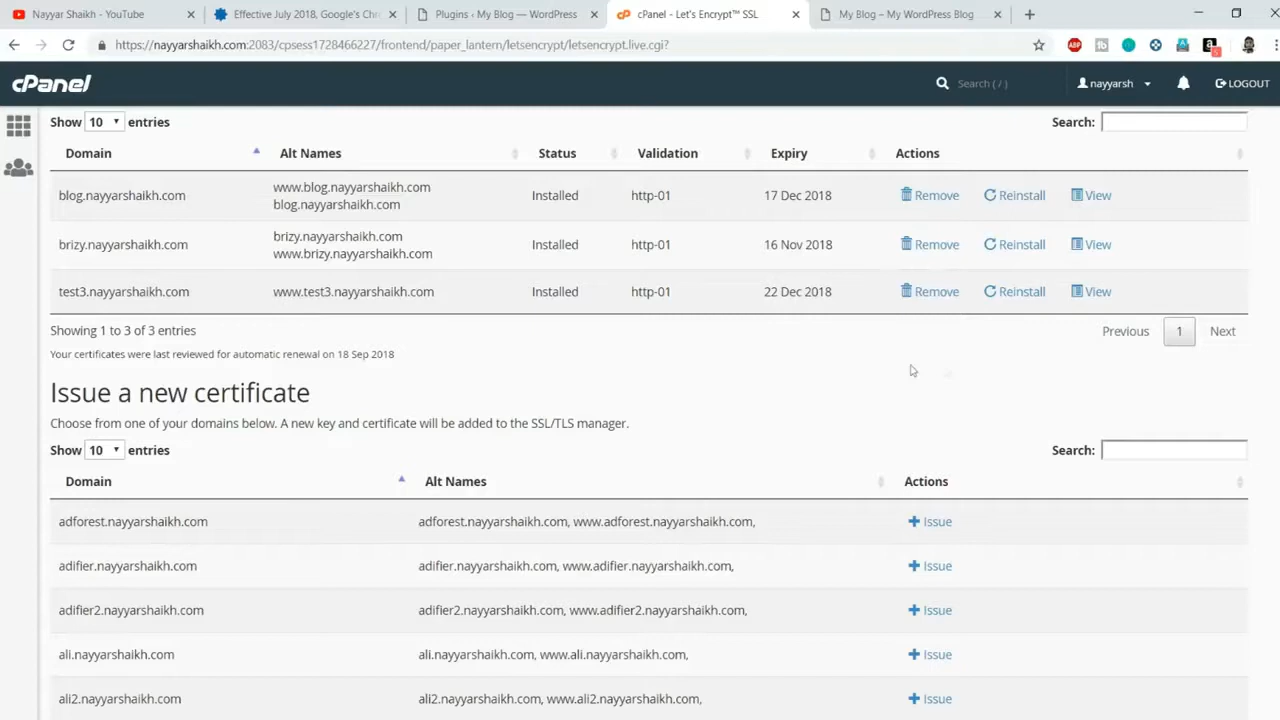 Nayyar Shaikh - YouTube
Effective July 2018, Google's Chr
Plugins ‹ My Blog — WordPress
cPanel - Let's Encrypt™ SSL
My Blog – My WordPress Blog
https://nayyarshaikh.com:2083/cpsess1728466227/frontend/paper_lantern/letsencrypt/letsencrypt.live.cgi?
ABP
tb
a
cPanel
Search ( / )
nayyarsh
LOGOUT
Show 10 entries
Search:
Domain Alt Names Status Validation Expiry Actions
blog.nayyarshaikh.com www.blog.nayyarshaikh.com Installed http-01 17 Dec 2018 Remove Reinstall View
blog.nayyarshaikh.com
brizy.nayyarshaikh.com brizy.nayyarshaikh.com Installed http-01 16 Nov 2018 Remove Reinstall View
www.brizy.nayyarshaikh.com
test3.nayyarshaikh.com www.test3.nayyarshaikh.com Installed http-01 22 Dec 2018 Remove Reinstall View
Showing 1 to 3 of 3 entries
Previous 1 Next
Your certificates were last reviewed for automatic renewal on 18 Sep 2018
Issue a new certificate
Choose from one of your domains below. A new key and certificate will be added to the SSL/TLS manager.
Show 10 entries
Search:
Domain Alt Names Actions
adforest.nayyarshaikh.com adforest.nayyarshaikh.com, www.adforest.nayyarshaikh.com, Issue
adifier.nayyarshaikh.com adifier.nayyarshaikh.com, www.adifier.nayyarshaikh.com, Issue
adifier2.nayyarshaikh.com adifier2.nayyarshaikh.com, www.adifier2.nayyarshaikh.com, Issue
ali.nayyarshaikh.com ali.nayyarshaikh.com, www.ali.nayyarshaikh.com, Issue
ali2.nayyarshaikh.com ali2.nayyarshaikh.com, www.ali2.nayyarshaikh.com, Issue